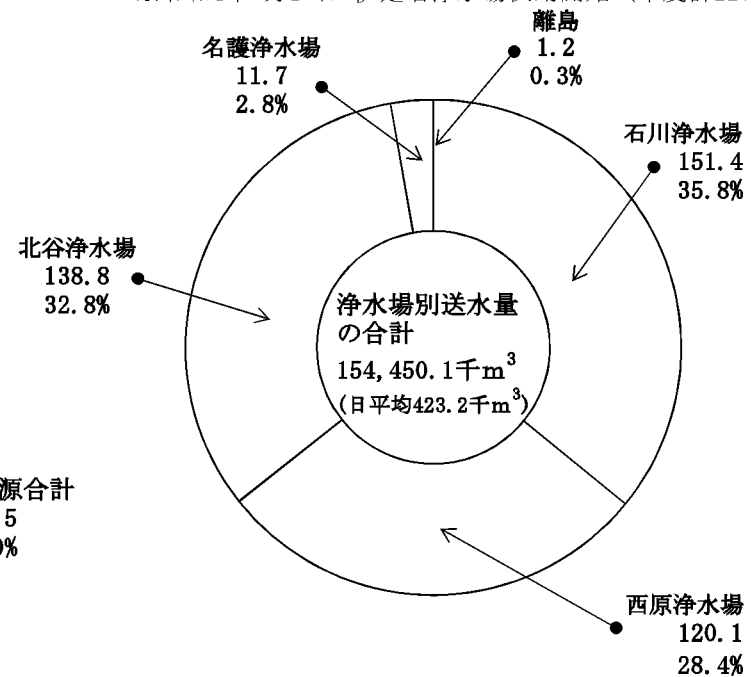 離島
1.2
0.3%
名護浄水場
11.7
2.8%
石川浄水場
151.4
35.8%
北谷浄水場
138.8
32.8%
浄水場別送水量
の合計
154,450.1千m³
(日平均423.2千m³)
源合計
5
%
西原浄水場
120.1
28.4%